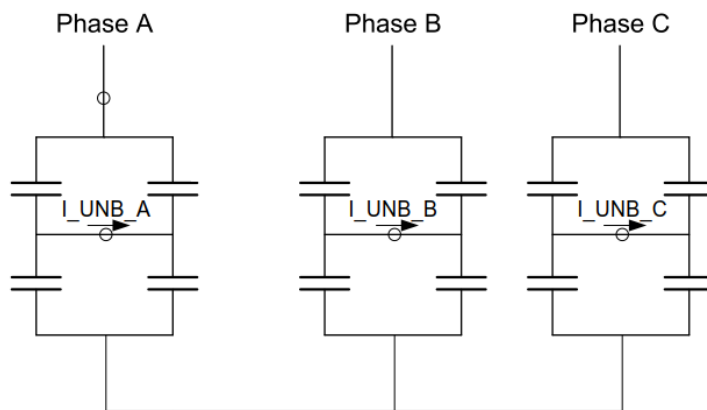 Phase A
Phase B
Phase C
I_UNB_A
I_UNB_B
I_UNB_C